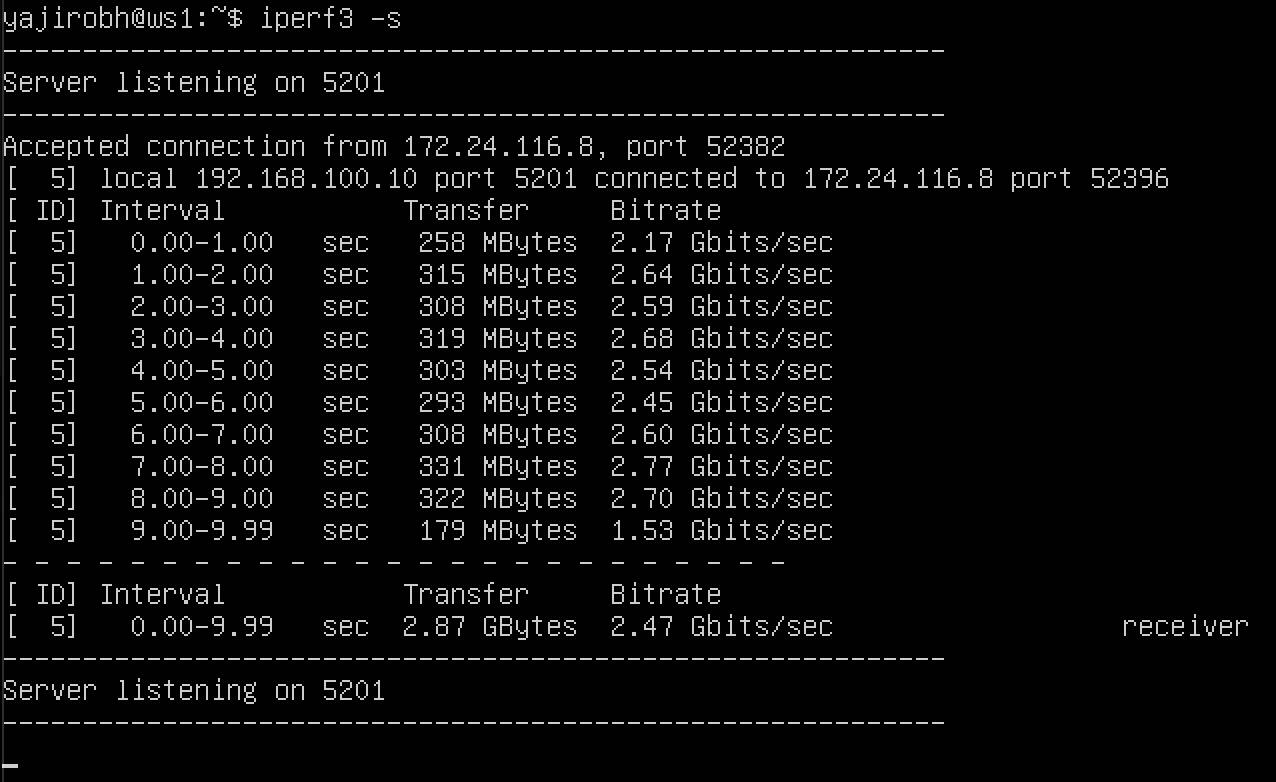 yajirobh@ws1:~$ iperf3 -s
-----------------------------------------------------------
Server listening on 5201
-----------------------------------------------------------
Accepted connection from 172.24.116.8, port 52382
[  5] local 192.168.100.10 port 5201 connected to 172.24.116.8 port 52396
[ ID] Interval           Transfer     Bitrate
[  5]   0.00-1.00   sec   258 MBytes  2.17 Gbits/sec
[  5]   1.00-2.00   sec   315 MBytes  2.64 Gbits/sec
[  5]   2.00-3.00   sec   308 MBytes  2.59 Gbits/sec
[  5]   3.00-4.00   sec   319 MBytes  2.68 Gbits/sec
[  5]   4.00-5.00   sec   303 MBytes  2.54 Gbits/sec
[  5]   5.00-6.00   sec   293 MBytes  2.45 Gbits/sec
[  5]   6.00-7.00   sec   308 MBytes  2.60 Gbits/sec
[  5]   7.00-8.00   sec   331 MBytes  2.77 Gbits/sec
[  5]   8.00-9.00   sec   322 MBytes  2.70 Gbits/sec
[  5]   9.00-9.99   sec   179 MBytes  1.53 Gbits/sec
- - - - - - - - - - - - - - - - - - - - - - - - -
[ ID] Interval           Transfer     Bitrate
[  5]   0.00-9.99   sec  2.87 GBytes  2.47 Gbits/sec                  receiver
-----------------------------------------------------------
Server listening on 5201
-----------------------------------------------------------